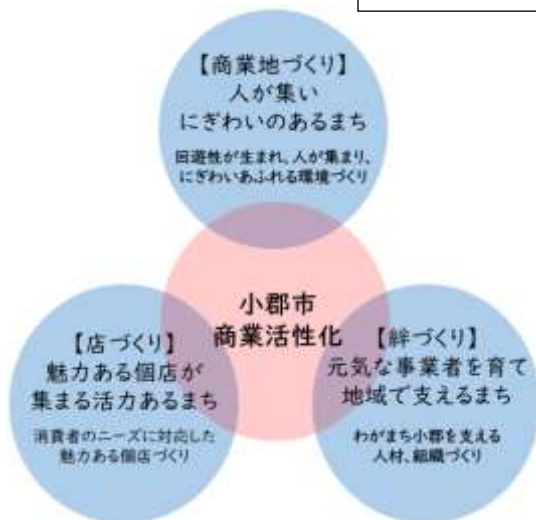 【商業地づくり】
人が集い
にぎわいのあるまち
回遊性が生まれ、人が集まり、
にぎわいあふれる環境づくり
小郡市
商業活性化
【店づくり】
魅力ある個店が
集まる活力あるまち
消費者のニーズに対応した
魅力ある個店づくり
【絆づくり】
元気な事業者を育て
地域で支えるまち
わがまち小郡を支える
人材、組織づくり